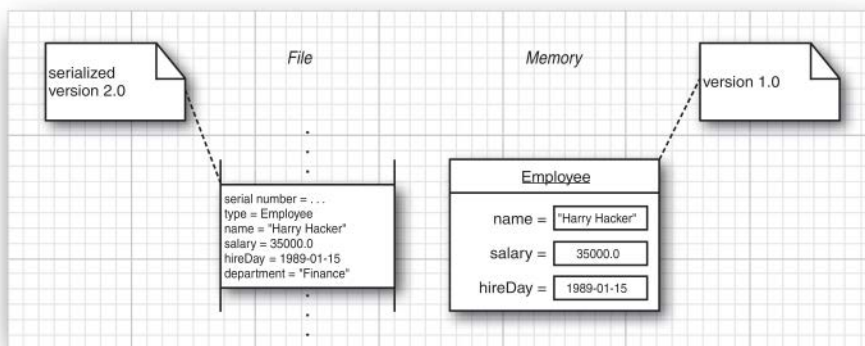 File
Memory
serialized
version 2.0
version 1.0
serial number = . . .
type = Employee
name = "Harry Hacker"
salary = 35000.0
hireDay = 1989-01-15
department = "Finance"
Employee
name = "Harry Hacker"
salary = 35000.0
hireDay = 1989-01-15